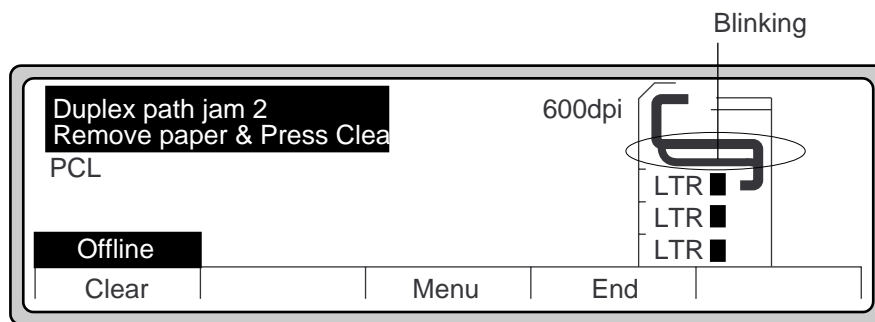 Blinking
Duplex path jam 2
600dpi
Remove paper & Press Clea
PCL
LTR
LTR
LTR
Offline
Clear
Menu
End